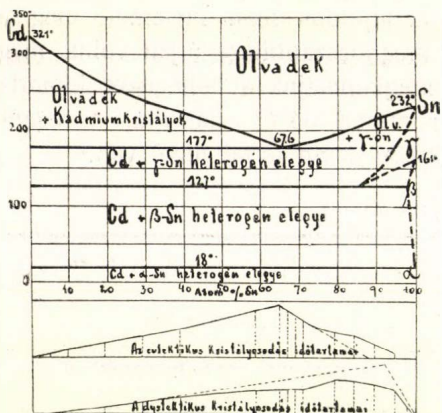 350°
Cd 321°
300
Olvadék
Sn
232°
Olvadék
+ Kadmiumkristályok
Olv.
+ γ-Sn
200
177°
676
γ
161°
Cd + γ-Sn heterogén elegye
127°
β
100
Cd + β-Sn heterogén elegye
18°
Cd + α-Sn heterogén elegye
α
0
10 20 30 40 50 60 70 80 90 100
Atom % Sn
Az eutektikus Kristályosodás időtartama
A dystektikus Kristályosodás időtartama